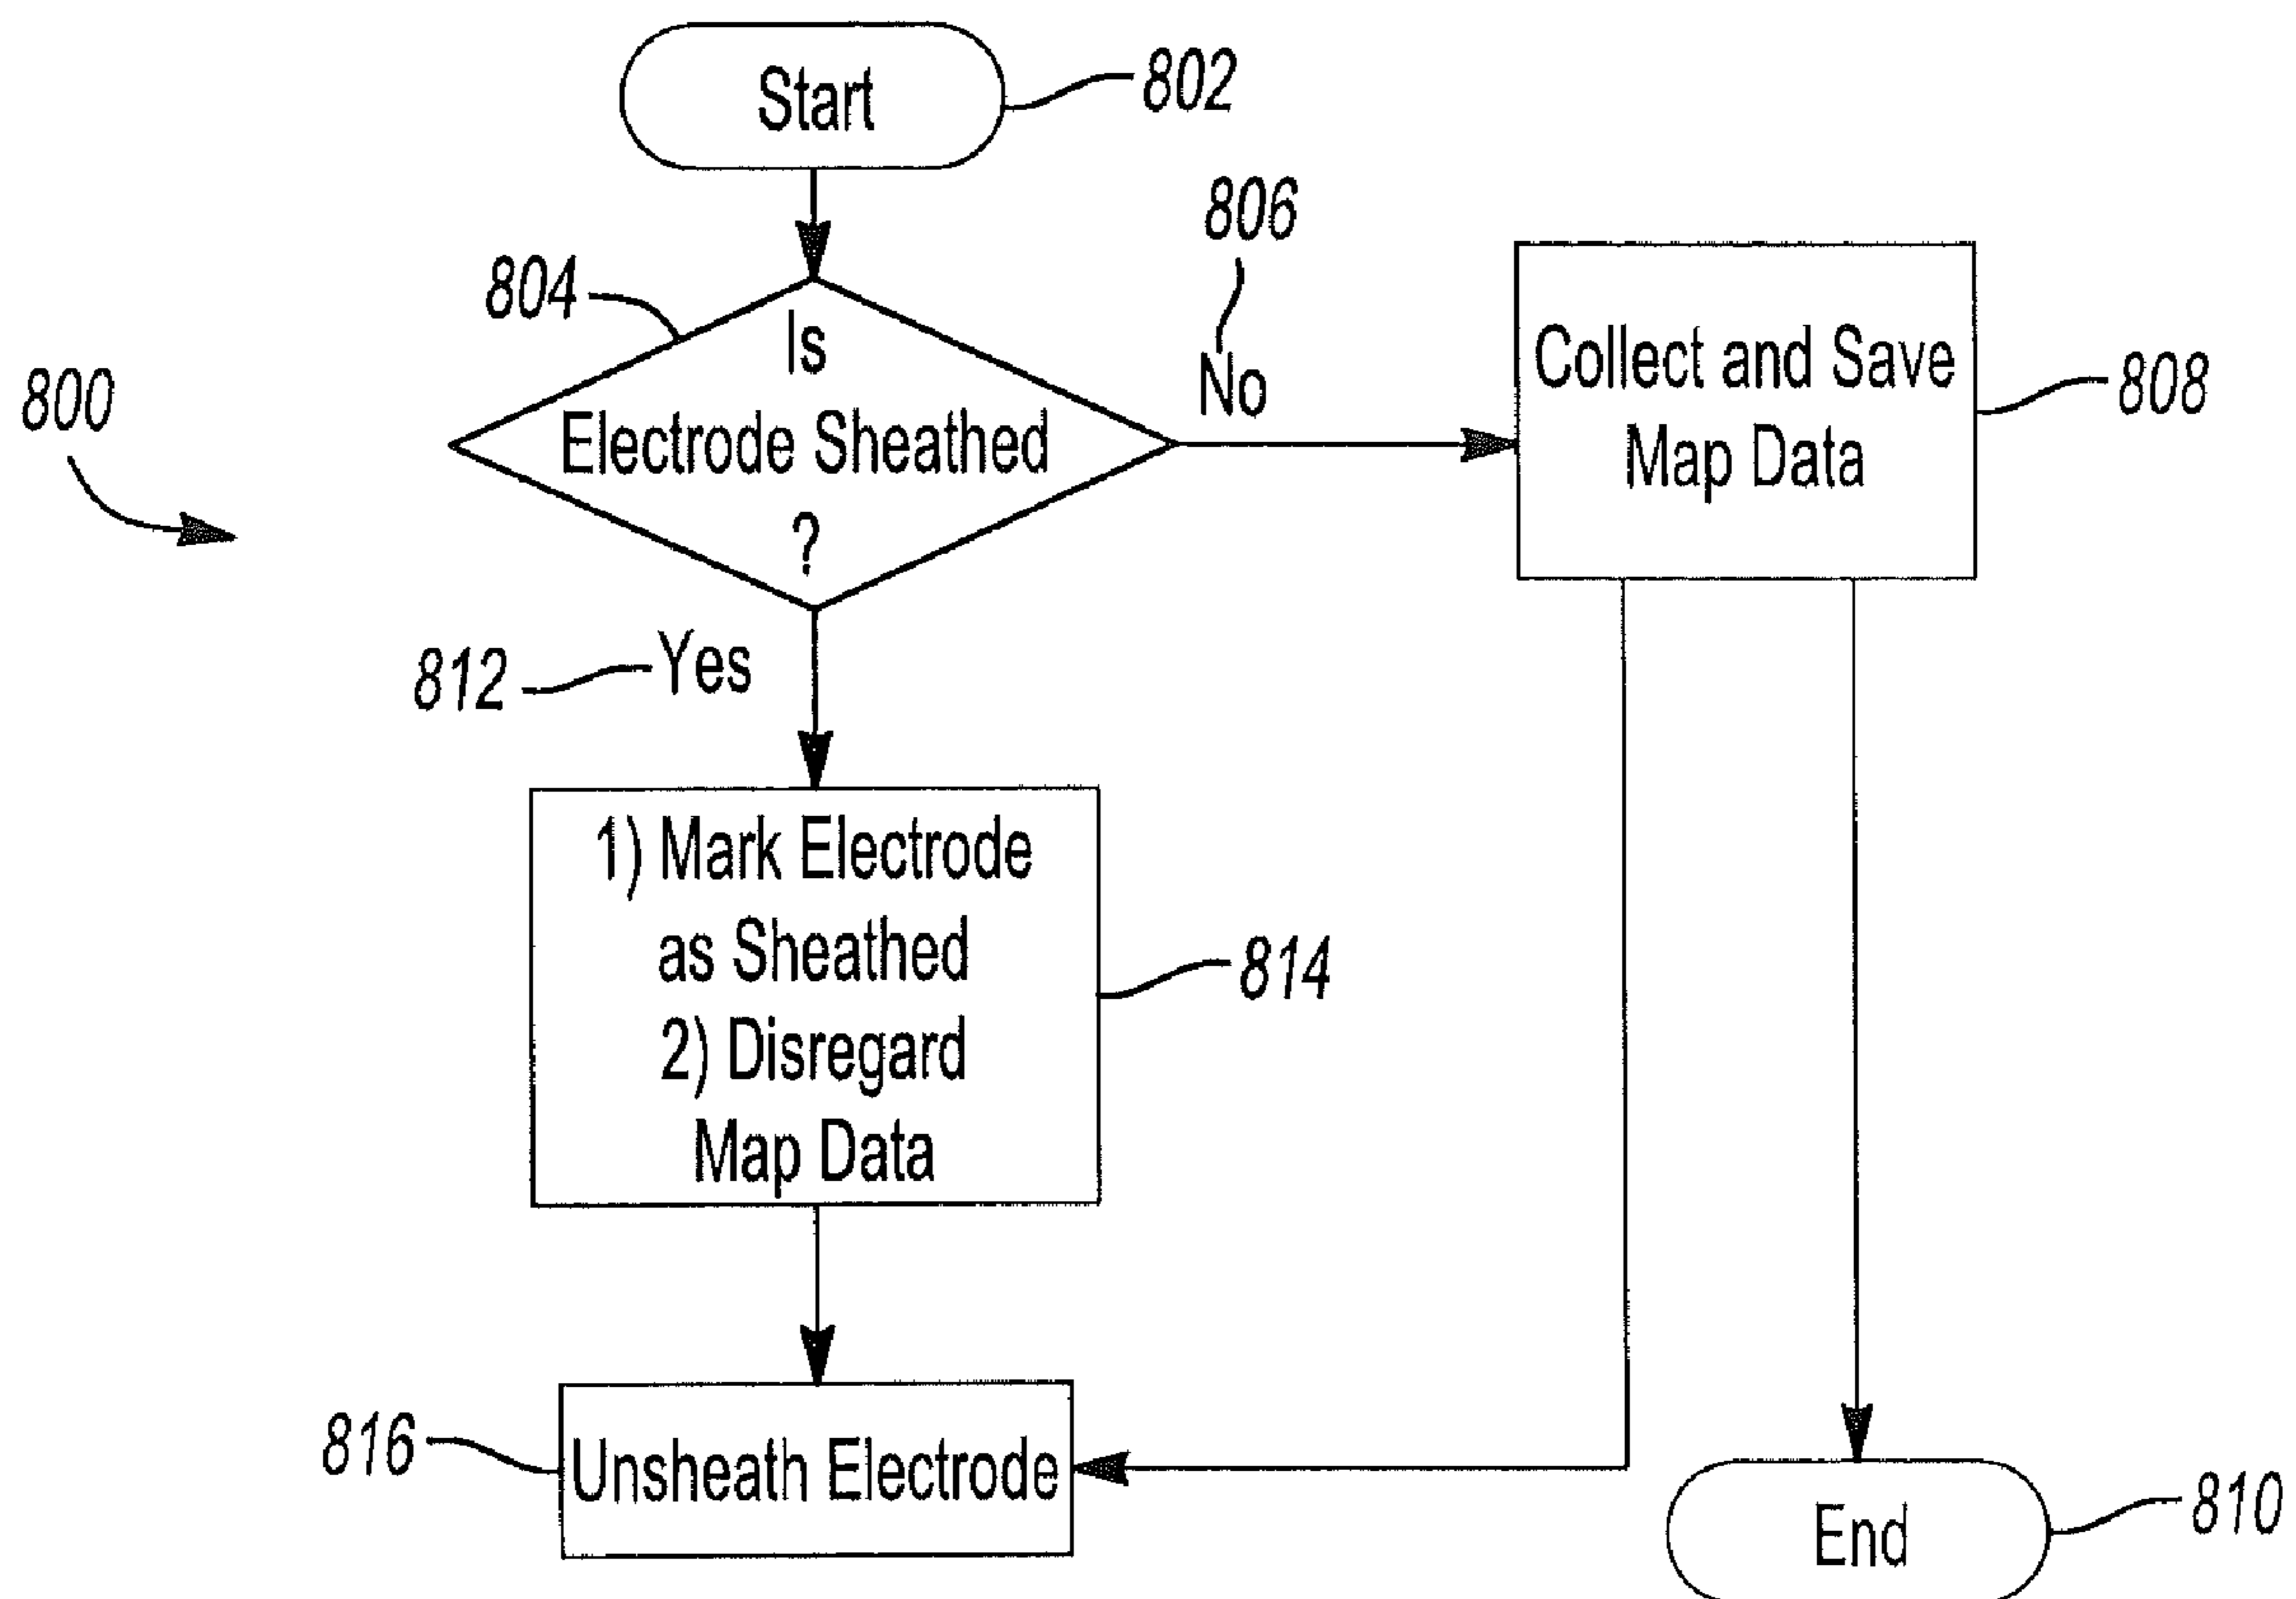 Start
802
806
804
Is
Electrode Sheathed
?
No
Collect and Save
Map Data
808
800
812
Yes
1) Mark Electrode
as Sheathed
2) Disregard
Map Data
814
816
Unsheath Electrode
End
810